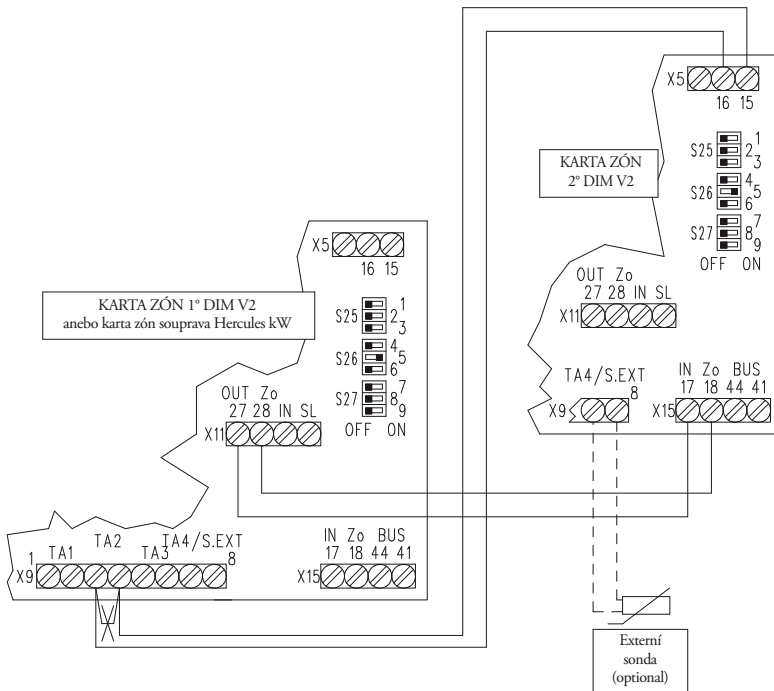 X5
16 15
S25
1
2
3
KARTA ZÓN
2° DIM V2
S26
4
5
6
S27
7
8
9
OFF ON
OUT Zo
27 28 IN SL
X11
TA4/S.EXT
8
X9
IN Zo BUS
17 18 44 41
X15
X5
16 15
KARTA ZÓN 1° DIM V2
anebo karta zón souprava Hercules kW
S25
1
2
3
S26
4
5
6
S27
7
8
9
OFF ON
OUT Zo
27 28 IN SL
X11
1 TA1 TA2 TA3 TA4/S.EXT 8
X9
IN Zo BUS
17 18 44 41
X15
Externí
sonda
(optional)